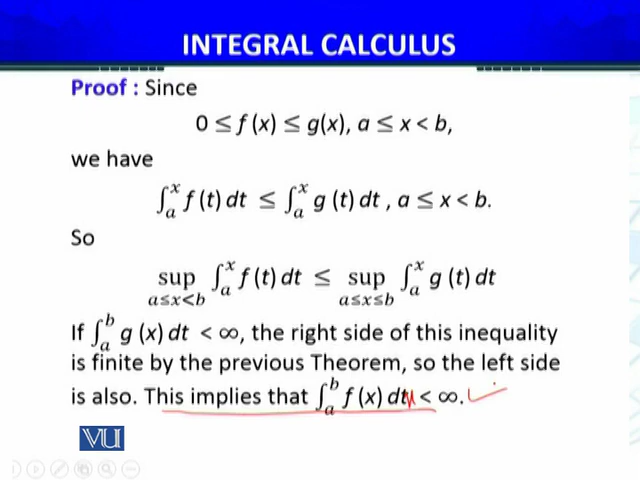 INTEGRAL CALCULUS
Proof : Since
0 ≤ f (x) ≤ g(x), a ≤ x < b,
we have
∫ₐˣ f (t) dt ≤ ∫ₐˣ g (t) dt , a ≤ x < b.
So
sup_{a≤x<b} ∫ₐˣ f (t) dt ≤ sup_{a≤x≤b} ∫ₐˣ g (t) dt
If ∫ₐᵇ g (x) dt < ∞, the right side of this inequality
is finite by the previous Theorem, so the left side
is also. This implies that ∫ₐᵇ f (x) dt < ∞.
VU